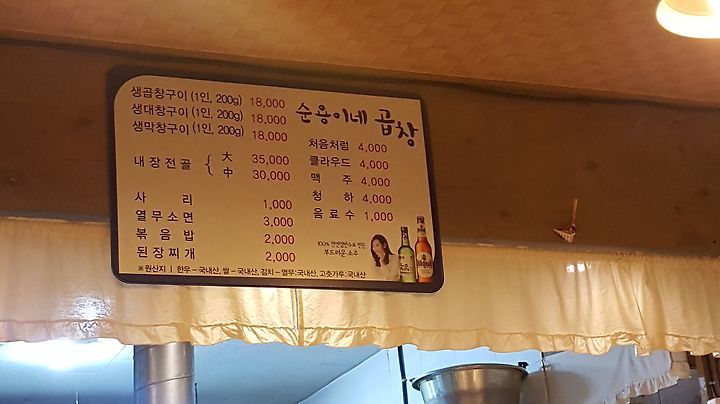 순용이네 곱창
생곱창구이 (1인, 200g) 18,000
생대창구이 (1인, 200g) 18,000
생막창구이 (1인, 200g) 18,000
내장전골 { 大 35,000
中 30,000
사 리 1,000
열무소면 3,000
볶음밥 2,000
된장찌개 2,000
처음처럼 4,000
클라우드 4,000
맥 주 4,000
청 하 4,000
음료수 1,000
부드러운 소주
※원산지 | 한우 - 국내산, 쌀 - 국내산, 김치 - 열무:국내산, 고춧가루:국내산